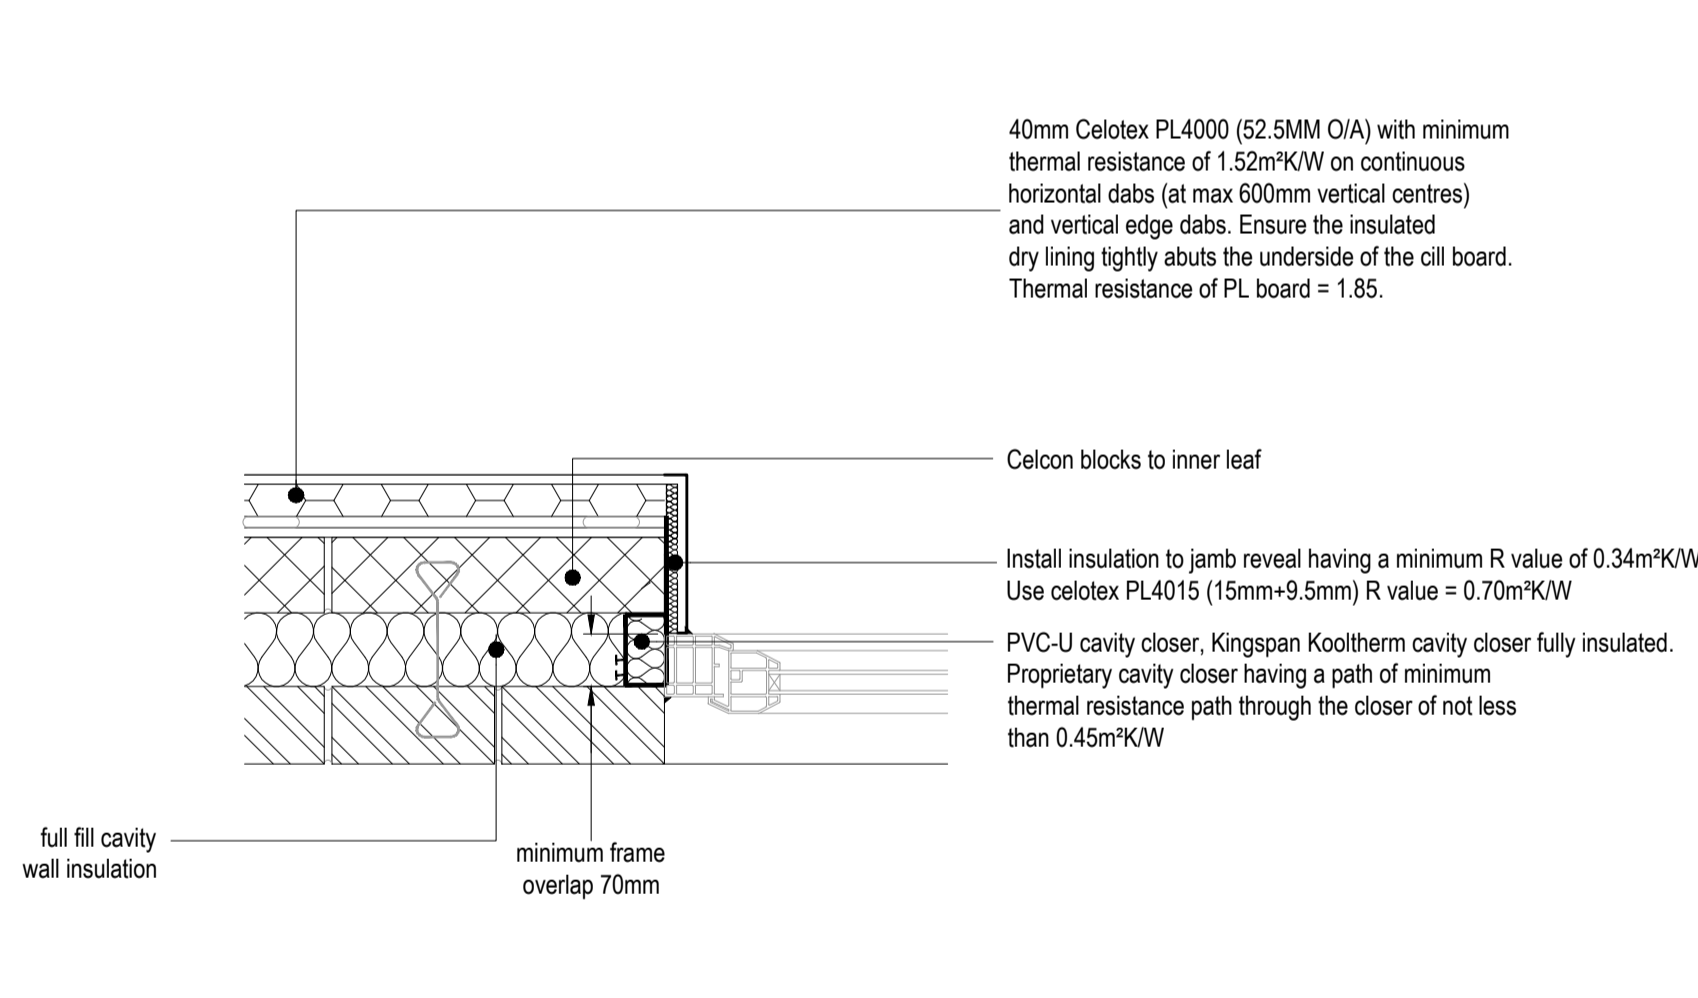 40mm Celotex PL4000 (52.5MM O/A) with minimum
thermal resistance of 1.52m²K/W on continuous
horizontal dabs (at max 600mm vertical centres)
and vertical edge dabs. Ensure the insulated
dry lining tightly abuts the underside of the cill board.
Thermal resistance of PL board = 1.85.
Celcon blocks to inner leaf
Install insulation to jamb reveal having a minimum R value of 0.34m²K/W
Use celotex PL4015 (15mm+9.5mm) R value = 0.70m²K/W
PVC-U cavity closer, Kingspan Kooltherm cavity closer fully insulated.
Proprietary cavity closer having a path of minimum
thermal resistance path through the closer of not less
than 0.45m²K/W
full fill cavity
wall insulation
minimum frame
overlap 70mm